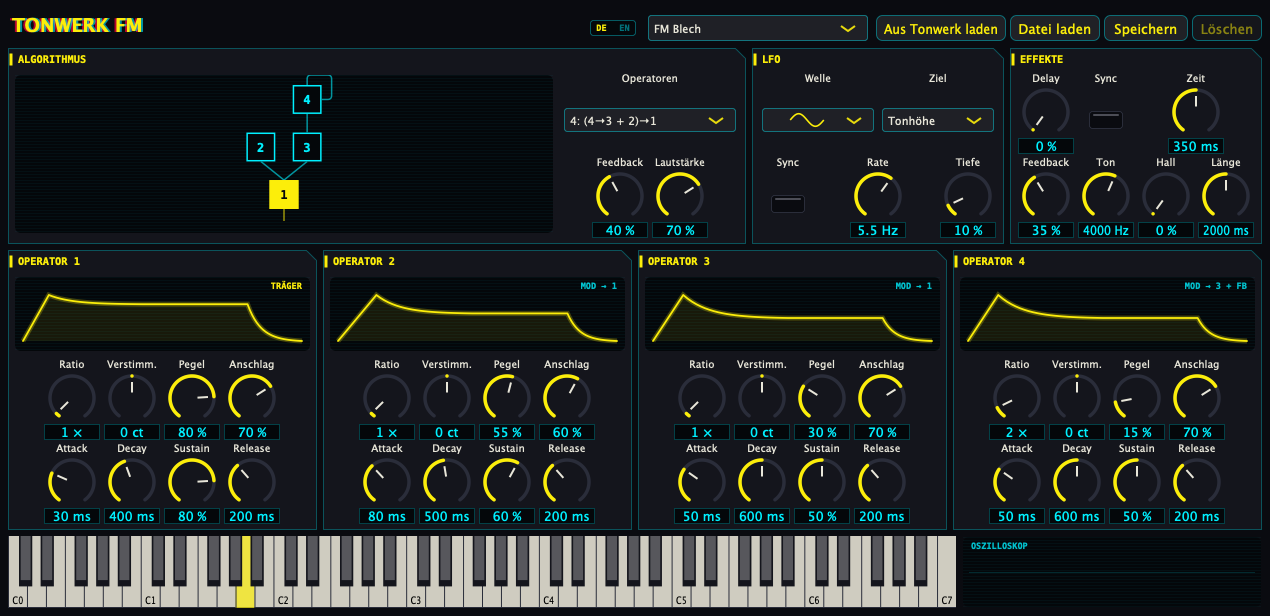 TONWERK FM
DE EN
FM Blech
Aus Tonwerk laden
Datei laden
Speichern
Löschen
ALGORITHMUS
4
2 3
1
Operatoren
4: (4→3 + 2)→1
Feedback Lautstärke
40 % 70 %
LFO
Welle Ziel
Tonhöhe
Sync Rate Tiefe
5.5 Hz 10 %
EFFEKTE
Delay Sync Zeit
0 % 350 ms
Feedback Ton Hall Länge
35 % 4000 Hz 0 % 2000 ms
OPERATOR 1
TRÄGER
Ratio Verstimm. Pegel Anschlag
1 × 0 ct 80 % 70 %
Attack Decay Sustain Release
30 ms 400 ms 80 % 200 ms
OPERATOR 2
MOD → 1
Ratio Verstimm. Pegel Anschlag
1 × 0 ct 55 % 60 %
Attack Decay Sustain Release
80 ms 500 ms 60 % 200 ms
OPERATOR 3
MOD → 1
Ratio Verstimm. Pegel Anschlag
1 × 0 ct 30 % 70 %
Attack Decay Sustain Release
50 ms 600 ms 50 % 200 ms
OPERATOR 4
MOD → 3 + FB
Ratio Verstimm. Pegel Anschlag
2 × 0 ct 15 % 70 %
Attack Decay Sustain Release
50 ms 600 ms 50 % 200 ms
C0 C1 C2 C3 C4 C5 C6 C7
OSZILLOSKOP